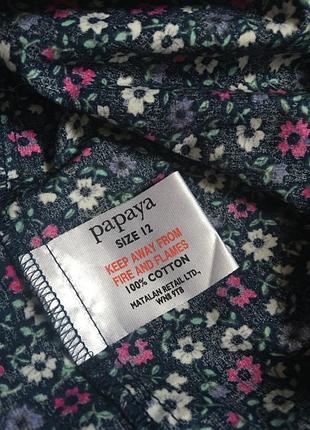 papaya
SIZE 12
KEEP AWAY FROM
FIRE AND FLAMES
100% COTTON
MATALAN RETAIL LTD.,
WN8 9TB